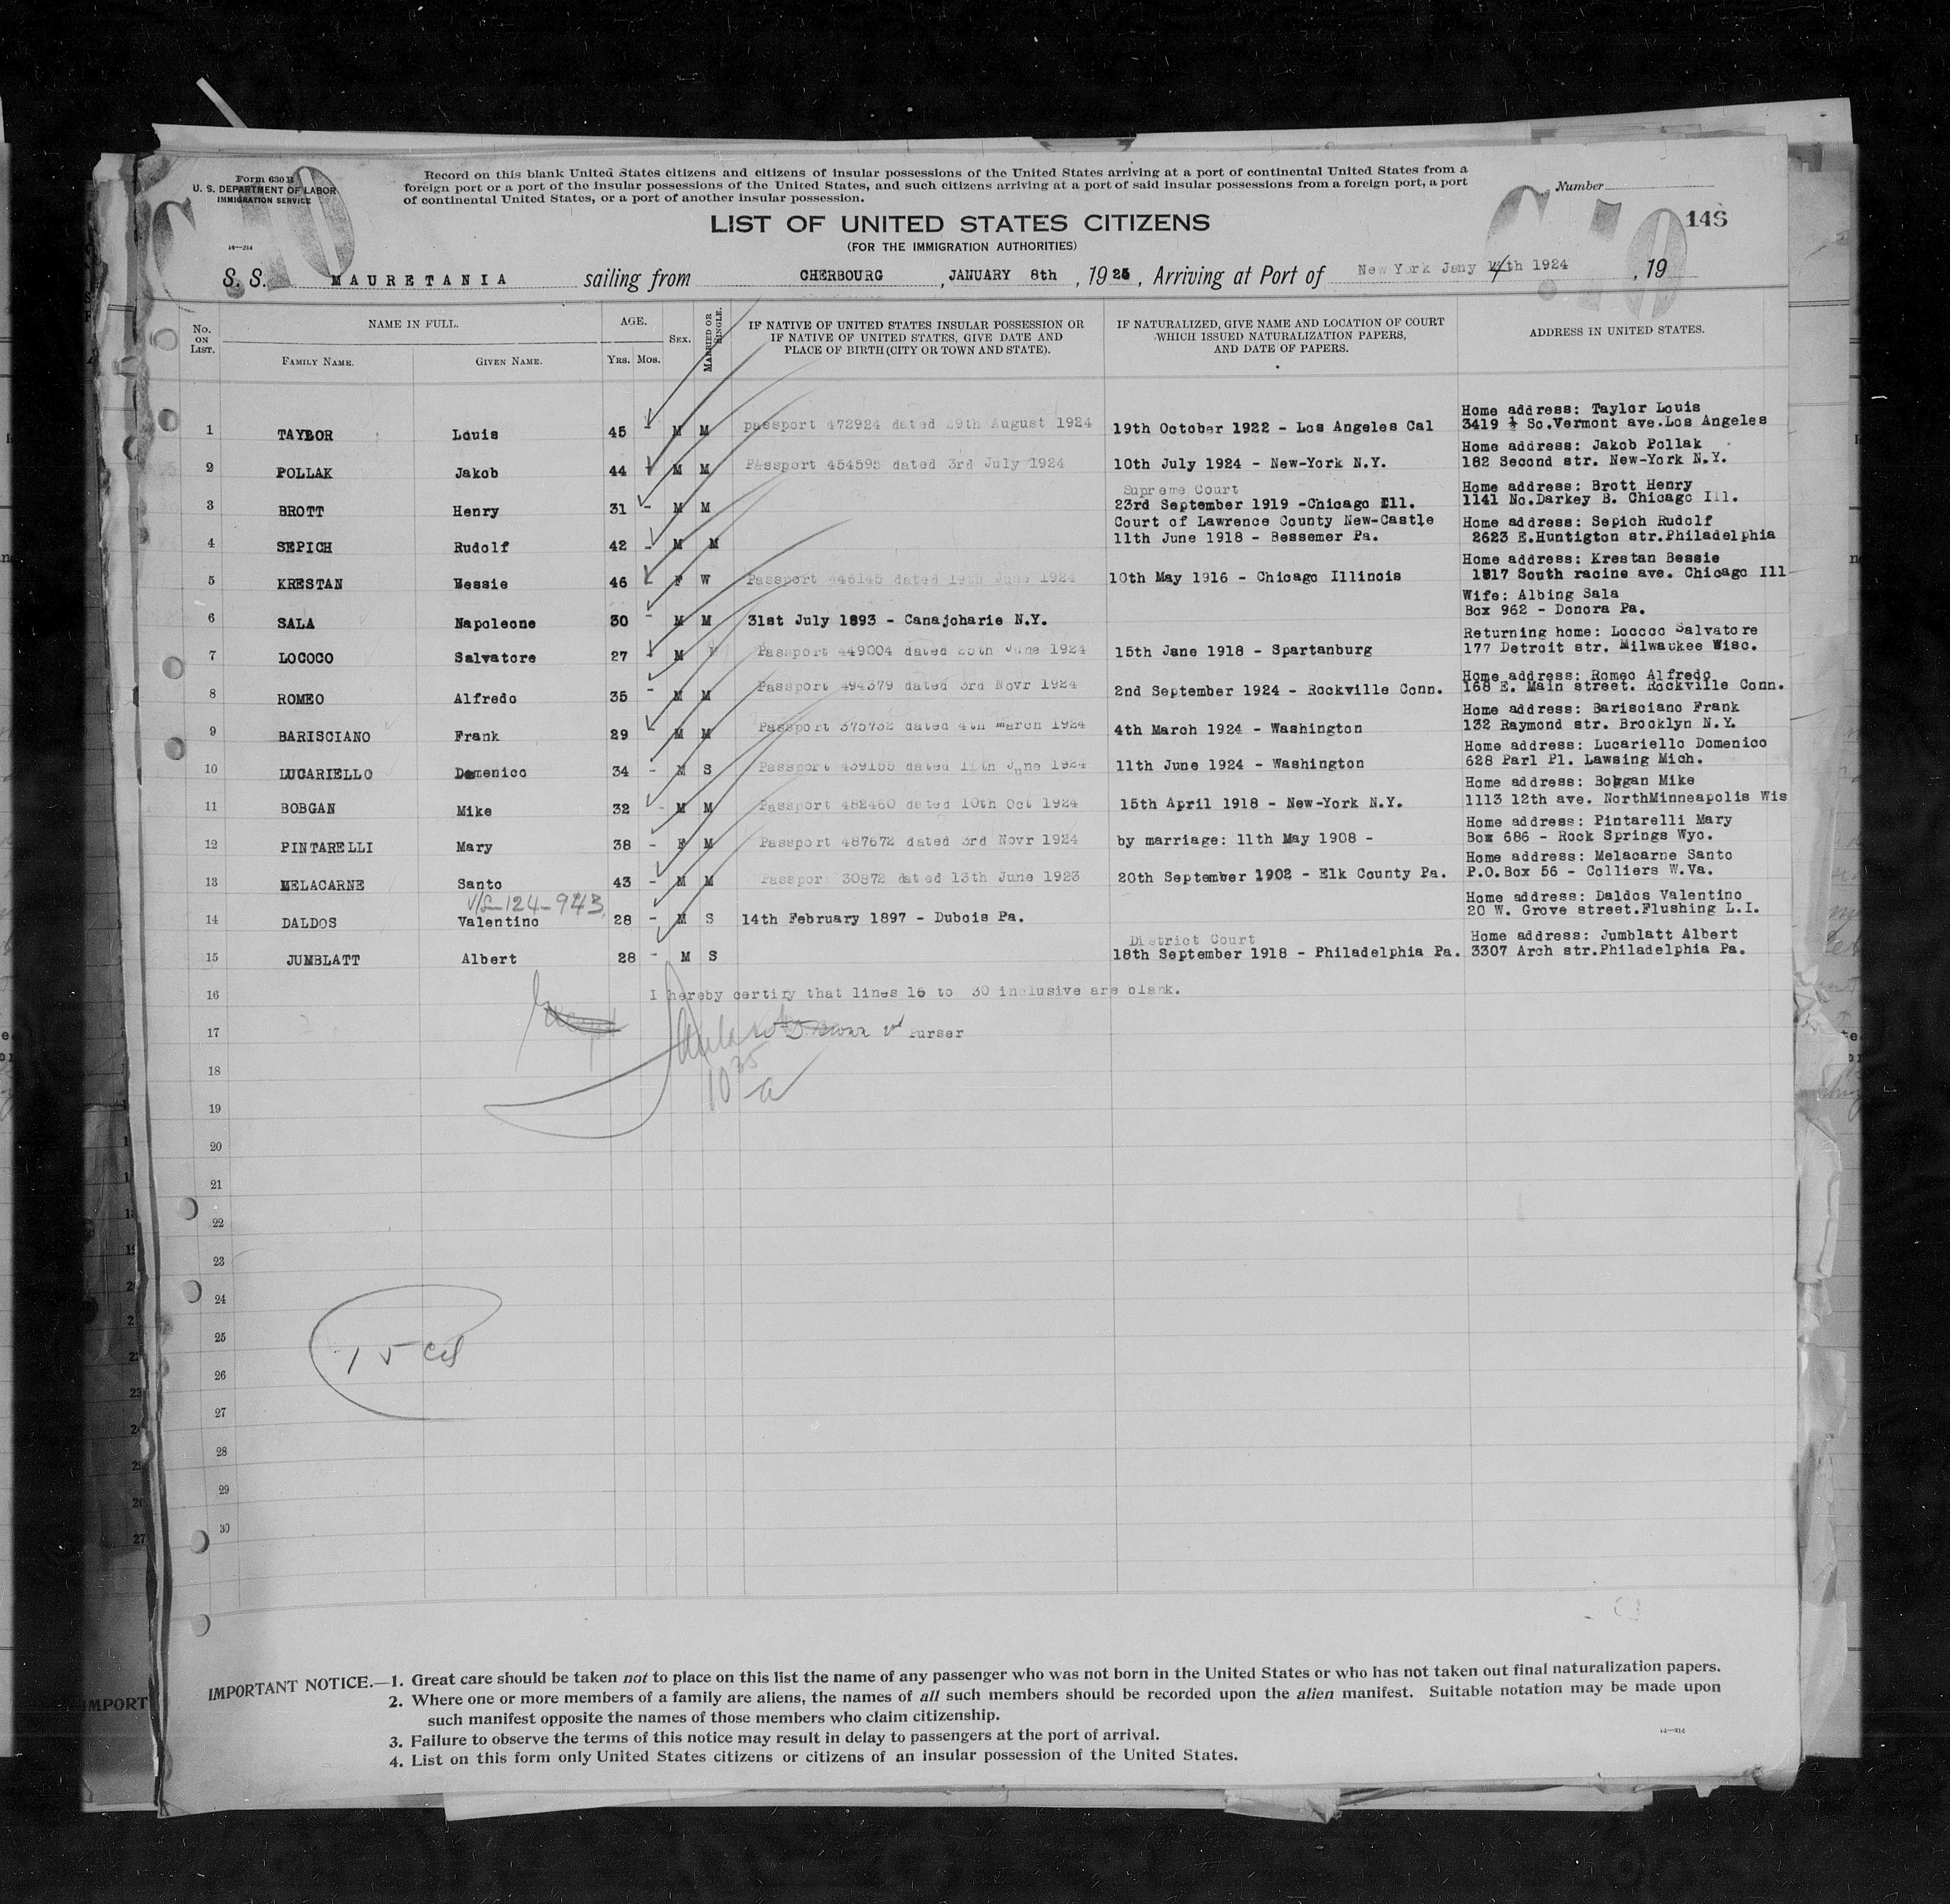 Form 630 B
U. S. DEPARTMENT OF LABOR
IMMIGRATION SERVICE
14—214
Record on this blank United States citizens and citizens of insular possessions of the United States arriving at a port of continental United States from a
foreign port or a port of the insular possessions of the United States, and such citizens arriving at a port of said insular possessions from a foreign port, a port
of continental United States, or a port of another insular possession.
Number
146
LIST OF UNITED STATES CITIZENS
(FOR THE IMMIGRATION AUTHORITIES)
S. S. MAURETANIA sailing from CHERBOURG, JANUARY 8th, 1925, Arriving at Port of New York Jany 14th 1924, 19
No. ON LIST. NAME IN FULL. AGE. SEX. MARRIED OR SINGLE. IF NATIVE OF UNITED STATES INSULAR POSSESSION OR IF NATIVE OF UNITED STATES, GIVE DATE AND PLACE OF BIRTH (CITY OR TOWN AND STATE). IF NATURALIZED, GIVE NAME AND LOCATION OF COURT WHICH ISSUED NATURALIZATION PAPERS, AND DATE OF PAPERS. ADDRESS IN UNITED STATES.
FAMILY NAME. GIVEN NAME. YRS. MOS.
Home address: Taylor Louis
1 TAYLOR Louis 45 - M M passport 472924 dated 29th August 1924 19th October 1922 - Los Angeles Cal 3419 ½ So.Vermont ave.Los Angeles
Home address: Jakob Pollak
2 POLLAK Jakob 44 - M M Passport 454595 dated 3rd July 1924 10th July 1924 - New-York N.Y. 182 Second str. New-York N.Y.
Supreme Court Home address: Brott Henry
3 BROTT Henry 31 - M M 23rd September 1919 -Chicago Ill. 1141 No.Darkey B. Chicago Ill.
Court of Lawrence County New-Castle Home address: Sepich Rudolf
4 SEPICH Rudolf 42 - M M 11th June 1918 - Bessemer Pa. 2623 E.Huntigton str.Philadelphia
Home address: Krestan Bessie
5 KRESTAN Bessie 46 - F W Passport 446145 dated 19th June 1924 10th May 1916 - Chicago Illinois 1817 South racine ave. Chicago Ill
Wife: Albing Sala
6 SALA Napoleone 30 - M M 31st July 1893 - Canajoharie N.Y. Box 962 - Donora Pa.
Returning home: Lococo Salvatore
7 LOCOCO Salvatore 27 - M Passport 449004 dated 25th June 1924 15th Jane 1918 - Spartanburg 177 Detroit str. Milwaukee Wisc.
Home address: Romeo Alfredo
8 ROMEO Alfredo 35 - M M Passport 494379 dated 3rd Novr 1924 2nd September 1924 - Rockville Conn. 168 E. Main street. Rockville Conn.
Home address: Barisciano Frank
9 BARISCIANO Frank 29 - M M Passport 375732 dated 4th march 1924 4th March 1924 - Washington 132 Raymond str. Brooklyn N.Y.
Home address: Lucariello Domenico
10 LUCARIELLO Domenico 34 - M S Passport 439155 dated 11th June 1924 11th June 1924 - Washington 628 Parl Pl. Lawsing Mich.
Home address: Bobgan Mike
11 BOBGAN Mike 32 - M M Passport 482460 dated 10th Oct 1924 15th April 1918 - New-York N.Y. 1113 12th ave. NorthMinneapolis Wis
Home address: Pintarelli Mary
12 PINTARELLI Mary 38 - F M Passport 487672 dated 3rd Novr 1924 by marriage: 11th May 1908 - Box 686 - Rock Springs Wyo.
Home address: Melacarne Santo
13 MELACARNE Santo 43 - M M Passport 30872 dated 13th June 1923 20th September 1902 - Elk County Pa. P.O.Box 56 - Colliers W.Va.
V/L-124-943 Home address: Daldos Valentino
14 DALDOS Valentino 28 - M S 14th February 1897 - Dubois Pa. 20 W. Grove street.Flushing L.I.
District Court Home address: Jumblatt Albert
15 JUMBLATT Albert 28 - M S 18th September 1918 - Philadelphia Pa. 3307 Arch str.Philadelphia Pa.
16 I hereby certify that lines 16 to 30 inclusive are blank.
17 Purser
10 35 a
18
19
20
21
22
23
24
25
15 cit
26
27
28
29
30
IMPORTANT NOTICE.—1. Great care should be taken not to place on this list the name of any passenger who was not born in the United States or who has not taken out final naturalization papers.
2. Where one or more members of a family are aliens, the names of all such members should be recorded upon the alien manifest. Suitable notation may be made upon
such manifest opposite the names of those members who claim citizenship.
3. Failure to observe the terms of this notice may result in delay to passengers at the port of arrival.
4. List on this form only United States citizens or citizens of an insular possession of the United States.
14—214